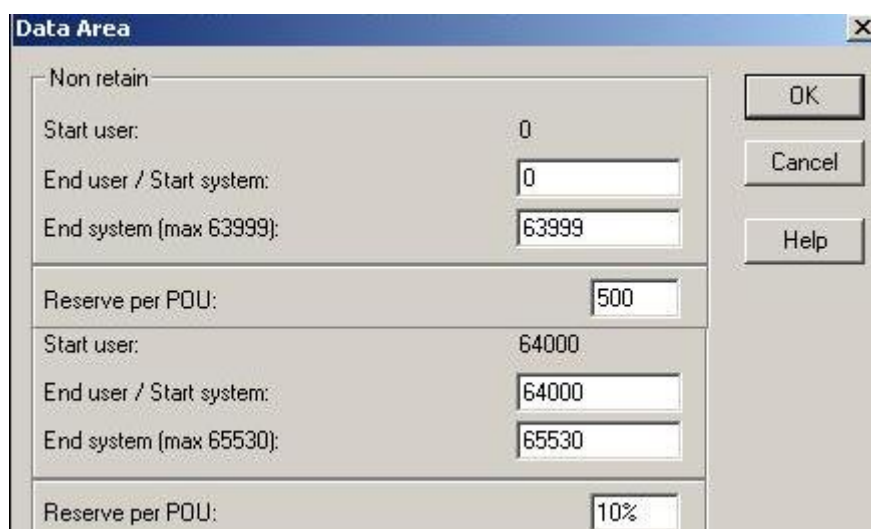 Data Area
Non retain
OK
Start user: 0
Cancel
End user / Start system: 0
End system (max 63999): 63999
Help
Reserve per POU: 500
Start user: 64000
End user / Start system: 64000
End system (max 65530): 65530
Reserve per POU: 10%